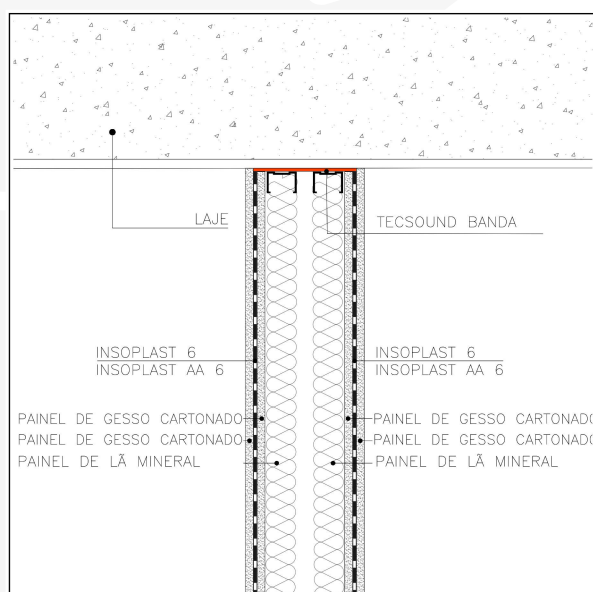 LAJE
TECSOUND BANDA
INSOPLAST 6
INSOPLAST AA 6
INSOPLAST 6
INSOPLAST AA 6
PAINEL DE GESSO CARTONADO
PAINEL DE GESSO CARTONADO
PAINEL DE LÃ MINERAL
PAINEL DE GESSO CARTONADO
PAINEL DE GESSO CARTONADO
PAINEL DE LÃ MINERAL